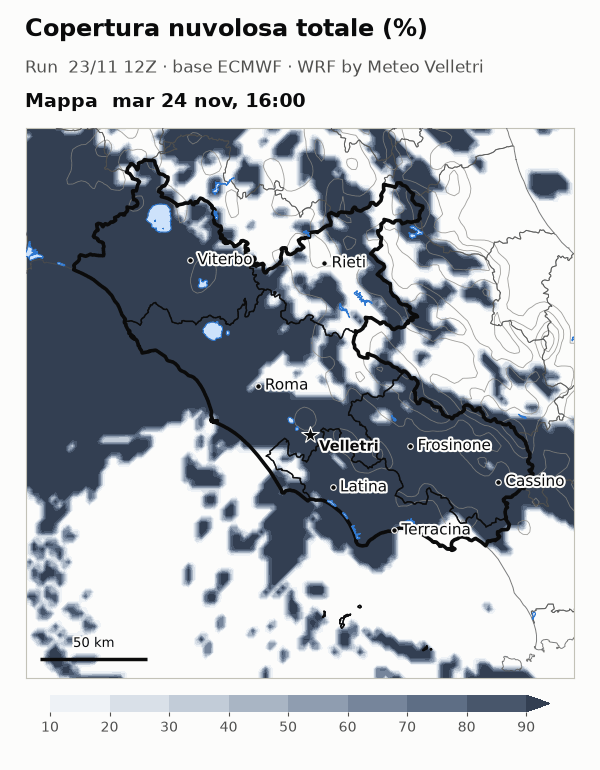 Copertura nuvolosa totale (%)
Run  23/11 12Z · base ECMWF · WRF by Meteo Velletri
Mappa  mar 24 nov, 16:00
Viterbo
Rieti
Roma
Velletri
Frosinone
Cassino
Latina
Terracina
50 km
10 20 30 40 50 60 70 80 90